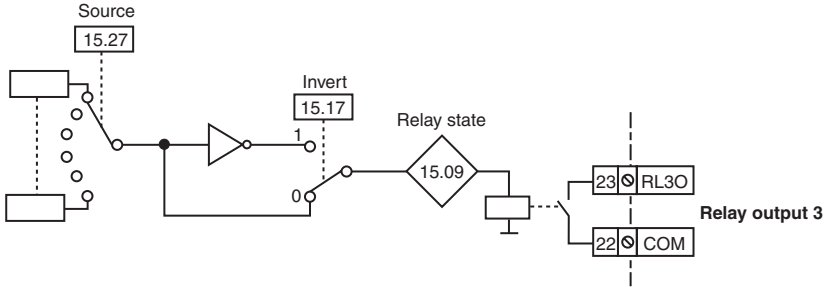 Source
15.27
Invert
15.17
1
0
Relay state
15.09
23 RL3O
Relay output 3
22 COM